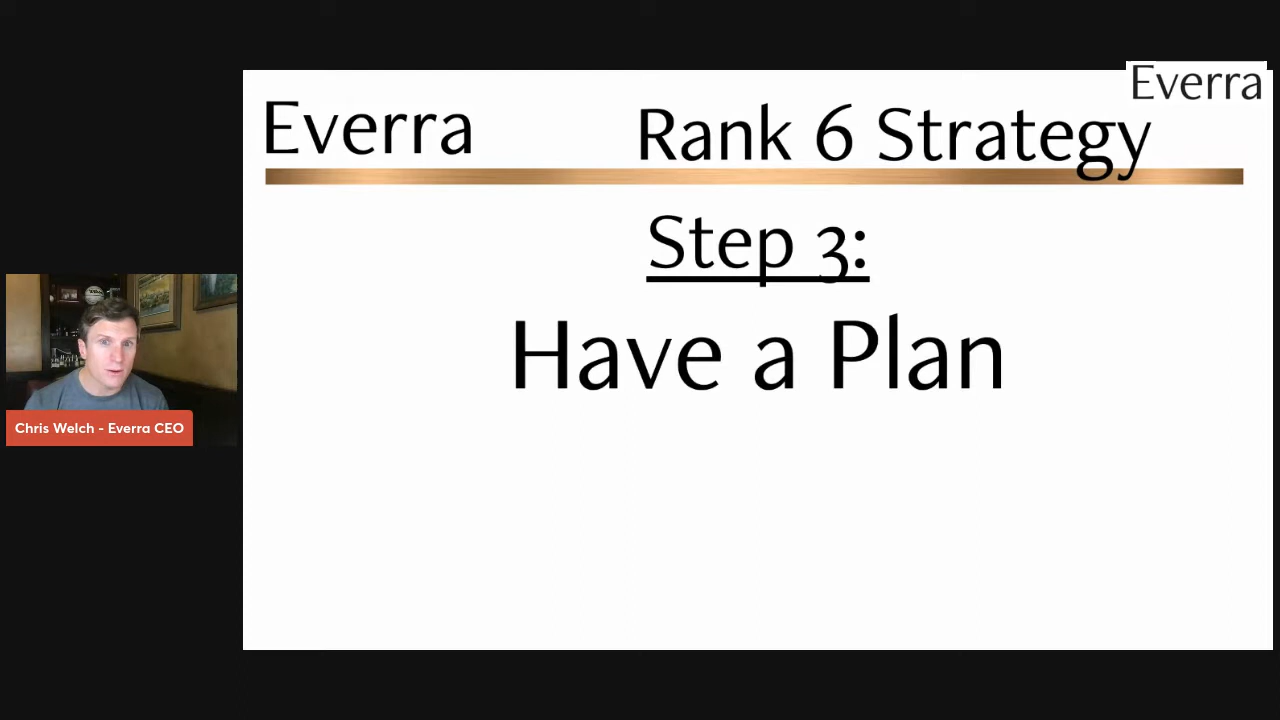 Everra
Everra
Rank 6 Strategy
Step 3:
Have a Plan
Chris Welch - Everra CEO